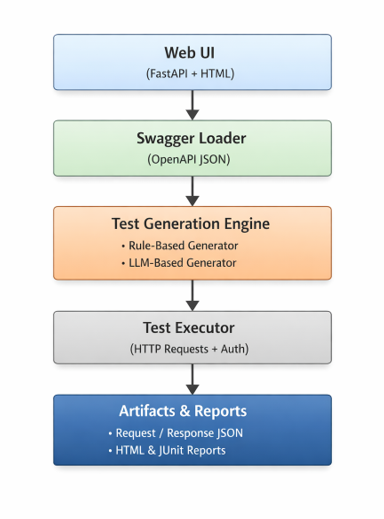 Web UI
(FastAPI + HTML)
Swagger Loader
(OpenAPI JSON)
Test Generation Engine
• Rule-Based Generator
• LLM-Based Generator
Test Executor
(HTTP Requests + Auth)
Artifacts & Reports
• Request / Response JSON
• HTML & JUnit Reports